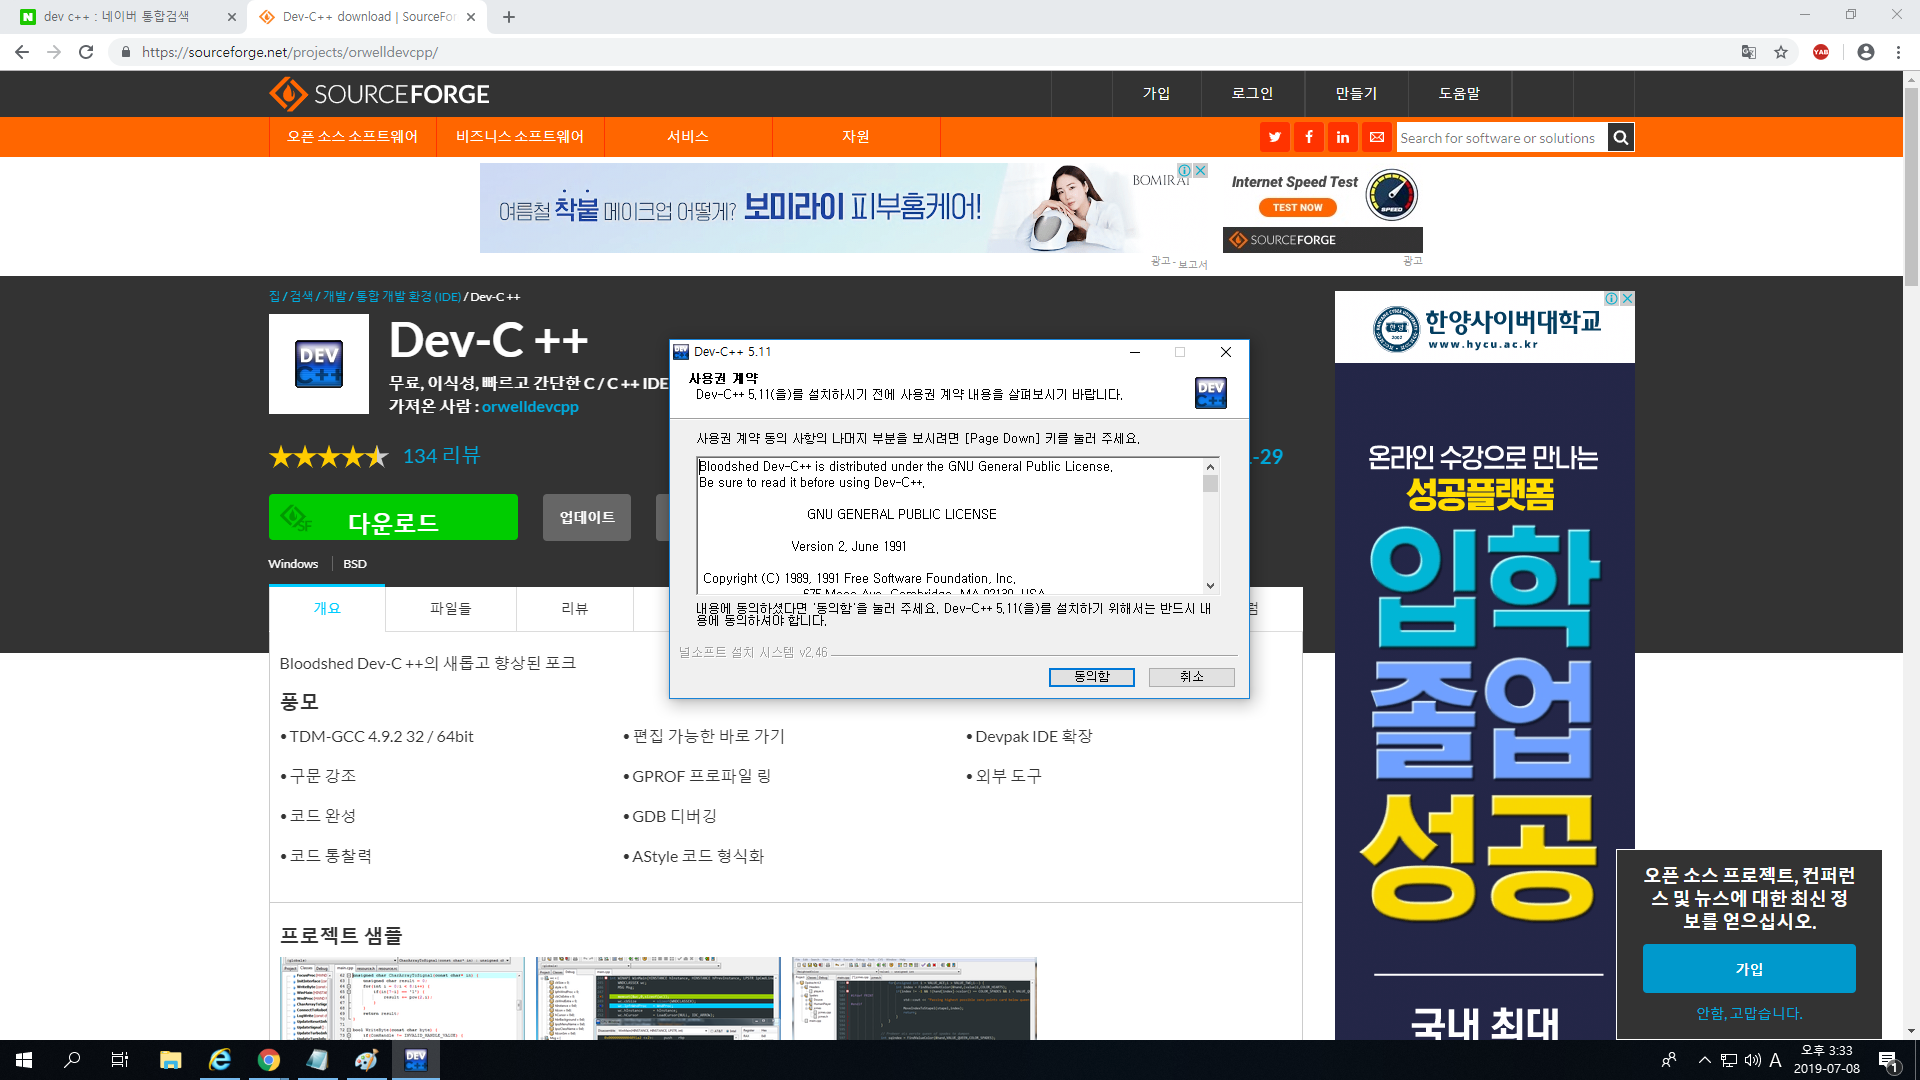 dev c++ : 네이버 통합검색
Dev-C++ download | SourceFor
https://sourceforge.net/projects/orwelldevcpp/
SOURCEFORGE
가입
로그인
만들기
도움말
오픈 소스 소프트웨어
비즈니스 소프트웨어
서비스
자원
Search for software or solutions
여름철 착붙 메이크업 어떻게? 보미라이 피부홈케어!
BOMIRAI
광고 - 보고서
Internet Speed Test
TEST NOW
SPEED
SOURCEFORGE
광고
집 / 검색 / 개발 / 통합 개발 환경 (IDE) / Dev-C ++
DEV C++
Dev-C ++
무료, 이식성, 빠르고 간단한 C / C ++ IDE
가져온 사람 : orwelldevcpp
134 리뷰
-29
SF 다운로드
업데이트
Windows
BSD
개요
파일들
리뷰
럼
Bloodshed Dev-C ++의 새롭고 향상된 포크
풍모
• TDM-GCC 4.9.2 32 / 64bit
• 편집 가능한 바로 가기
• Devpak IDE 확장
• 구문 강조
• GPROF 프로파일 링
• 외부 도구
• 코드 완성
• GDB 디버깅
• 코드 통찰력
• AStyle 코드 형식화
프로젝트 샘플
Dev-C++ 5.11
사용권 계약
Dev-C++ 5.11(을)를 설치하시기 전에 사용권 계약 내용을 살펴보시기 바랍니다.
DEV C++
사용권 계약 동의 사항의 나머지 부분을 보시려면 [Page Down] 키를 눌러 주세요.
Bloodshed Dev-C++ is distributed under the GNU General Public License.
Be sure to read it before using Dev-C++.
GNU GENERAL PUBLIC LICENSE
Version 2, June 1991
Copyright (C) 1989, 1991 Free Software Foundation, Inc.
675 Mass Ave, Cambridge, MA 02139, USA
내용에 동의하셨다면 '동의함'을 눌러 주세요. Dev-C++ 5.11(을)를 설치하기 위해서는 반드시 내
용에 동의하셔야 합니다.
널소프트 설치 시스템 v2.46
동의함
취소
한양사이버대학교
www.hycu.ac.kr
온라인 수강으로 만나는
성공플랫폼
입학
졸업
성공
국내 최대
오픈 소스 프로젝트, 컨퍼런
스 및 뉴스에 대한 최신 정
보를 얻으십시오.
가입
안함, 고맙습니다.
A
오후 3:33
2019-07-08
1